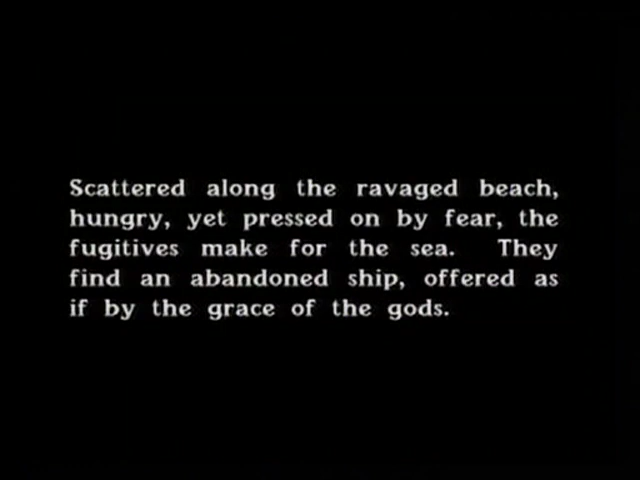 Scattered along the ravaged beach,
hungry, yet pressed on by fear, the
fugitives make for the sea. They
find an abandoned ship, offered as
if by the grace of the gods.